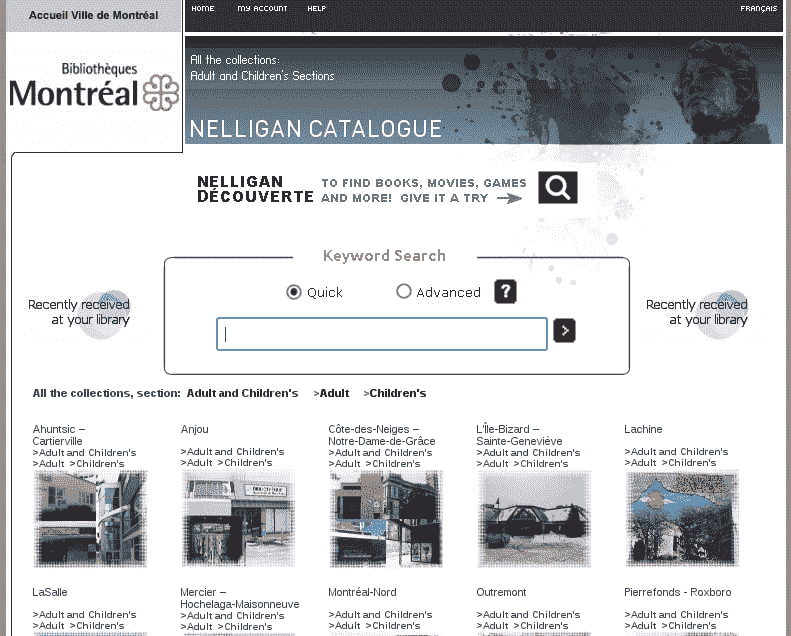 Accueil Ville de Montréal
HOME MY ACCOUNT HELP FRANÇAIS
Bibliothèques
Montréal
All the collections:
Adult and Children's Sections
NELLIGAN CATALOGUE
NELLIGAN
DÉCOUVERTE
TO FIND BOOKS, MOVIES, GAMES
AND MORE! GIVE IT A TRY
Keyword Search
Quick Advanced ?
Recently received
at your library
>
Recently received
at your library
All the collections, section: Adult and Children's >Adult >Children's
Ahuntsic –
Cartierville
>Adult and Children's
>Adult >Children's
Anjou
>Adult and Children's
>Adult >Children's
Côte-des-Neiges –
Notre-Dame-de-Grâce
>Adult and Children's
>Adult >Children's
L'Île-Bizard –
Sainte-Geneviève
>Adult and Children's
>Adult >Children's
Lachine
>Adult and Children's
>Adult >Children's
LaSalle
>Adult and Children's
>Adult >Children's
Mercier –
Hochelaga-Maisonneuve
>Adult and Children's
>Adult >Children's
Montréal-Nord
>Adult and Children's
>Adult >Children's
Outremont
>Adult and Children's
>Adult >Children's
Pierrefonds - Roxboro
>Adult and Children's
>Adult >Children's